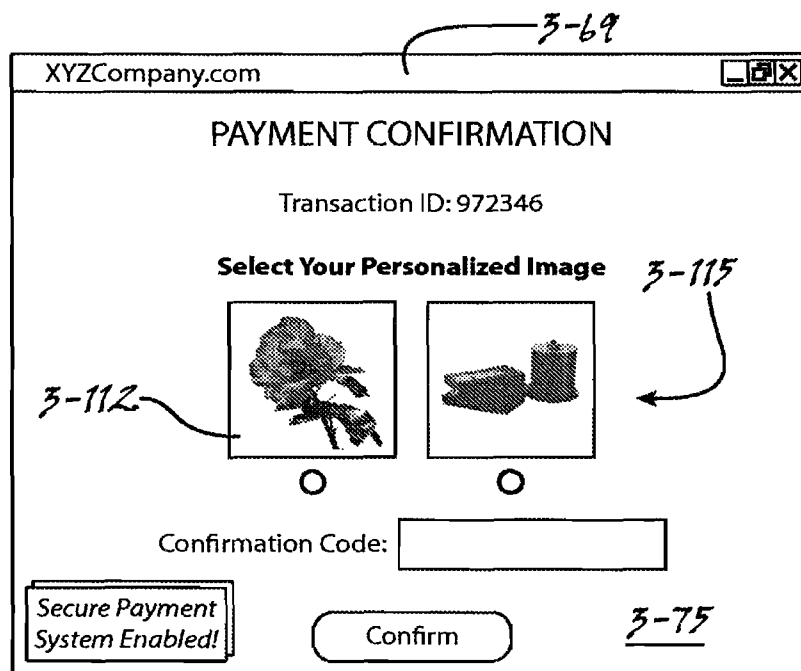 3-69
XYZCompany.com
PAYMENT CONFIRMATION
Transaction ID: 972346
Select Your Personalized Image
3-115
3-112
Confirmation Code:
Secure Payment
System Enabled!
Confirm
3-75